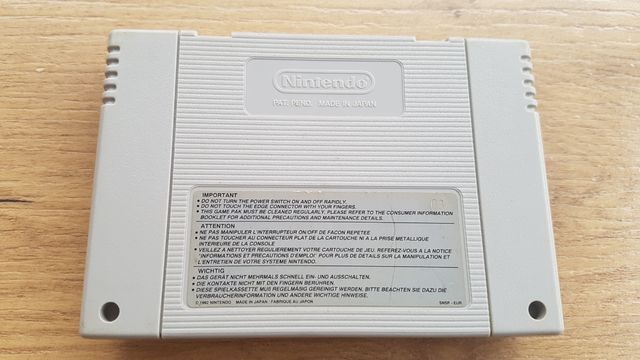 Nintendo
PAT. PEND. MADE IN JAPAN
IMPORTANT
• DO NOT TURN THE POWER SWITCH ON AND OFF RAPIDLY.
• DO NOT TOUCH THE EDGE CONNECTOR WITH YOUR FINGERS.
• THIS GAME PAK MUST BE CLEANED REGULARLY, PLEASE REFER TO THE CONSUMER INFORMATION
BOOKLET FOR ADDITIONAL PRECAUTIONS AND MAINTENANCE DETAILS.
ATTENTION
• NE PAS MANIPULER L'INTERRUPTEUR ON-OFF DE FACON REPETEE.
• NE PAS TOUCHER AU CONNECTEUR PLAT DE LA CARTOUCHE NI A LA PRISE METALLIQUE
INTERIEURE DE LA CONSOLE
• VEILLEZ A NETTOYER REGULIEREMENT VOTRE CARTOUCHE DE JEU. REFEREZ-VOUS A LA NOTICE
"INFORMATIONS ET PRECAUTIONS D'EMPLOI" POUR PLUS DE DETAILS SUR LA MANIPULATION ET
L'ENTRETIEN DE VOTRE SYSTEME NINTENDO.
WICHTIG
• DAS GERÄT NICHT MEHRMALS SCHNELL EIN- UND AUSSCHALTEN.
• DIE KONTAKTE NICHT MIT DEN FINGERN BERÜHREN.
• DIESE SPIELKASSETTE MUß REGELMÄßIG GEREINIGT WERDEN. BITTE BEACHTEN SIE DAZU DIE
VERBRAUCHERINFORMATION UND ANDERE WICHTIGE HINWEISE.
© 1992 NINTENDO MADE IN JAPAN / FABRIQUE AU JAPON SNSP - EUR